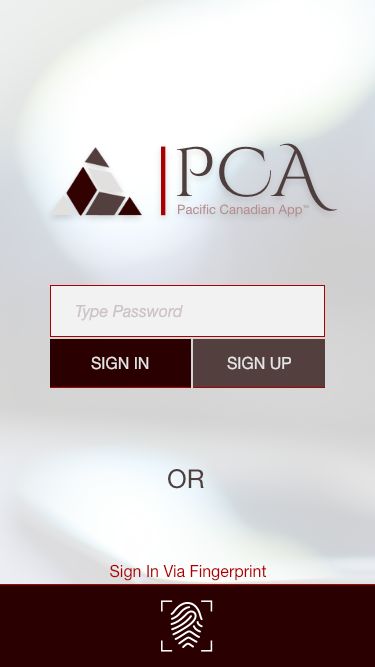 PCA
Pacific Canadian App™
Type Password
SIGN IN
SIGN UP
OR
Sign In Via Fingerprint